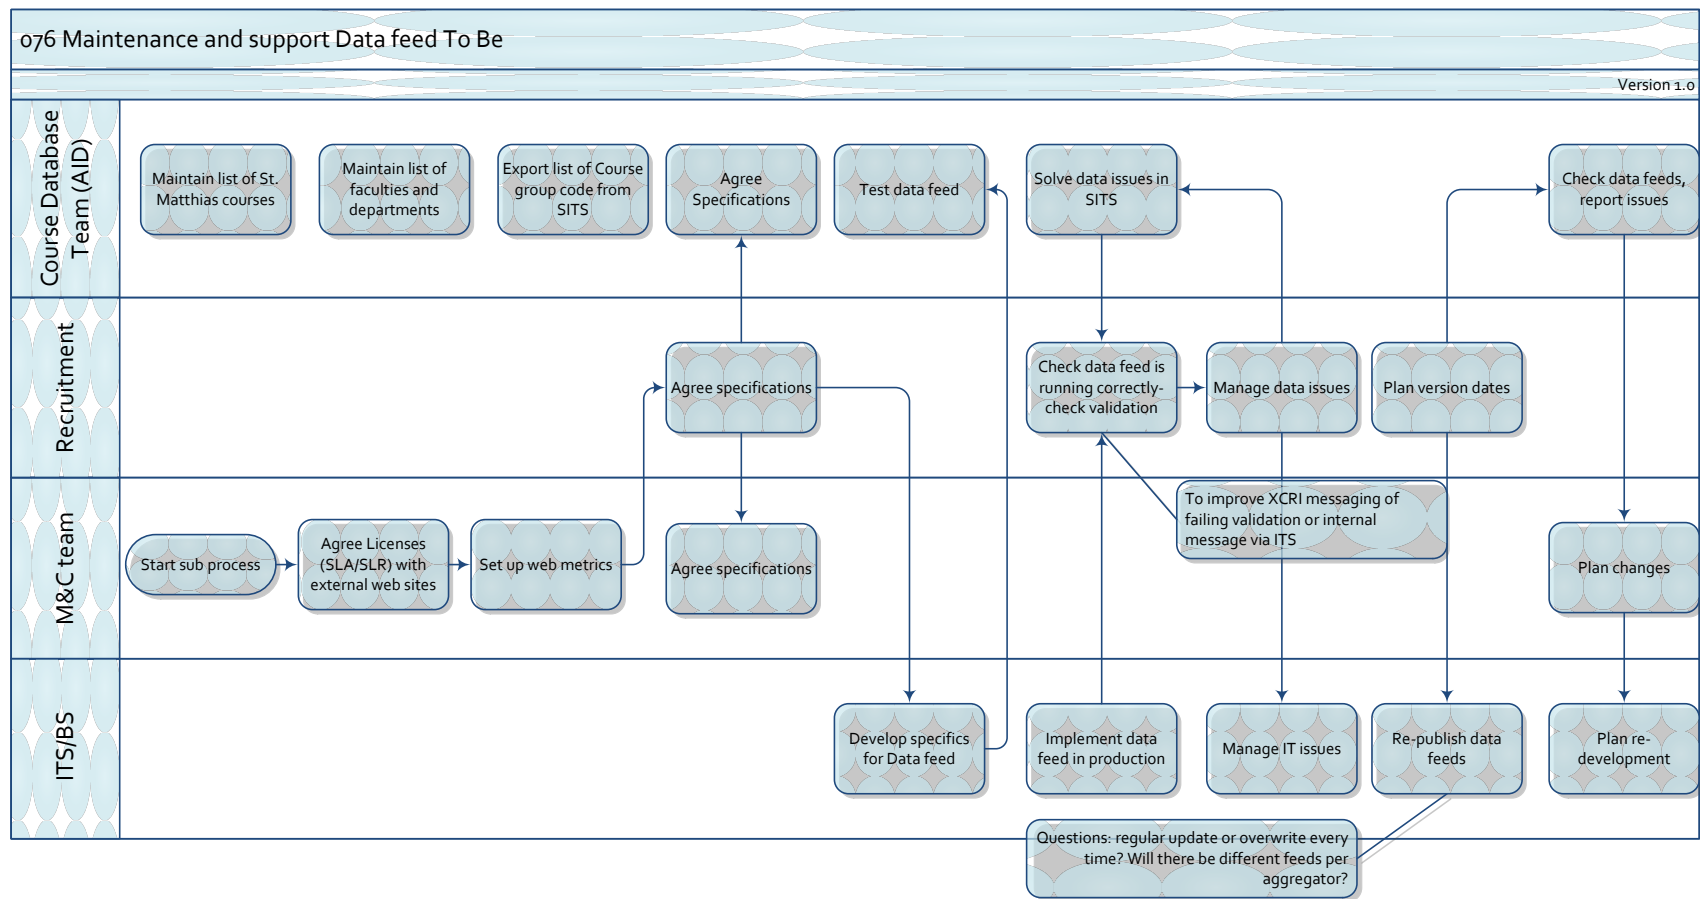 076 Maintenance and support Data feed To Be
Version 1.0
Course Database
Team (AID)
Maintain list of St.
Matthias courses
Maintain list of
faculties and
departments
Export list of Course
group code from
SITS
Agree
Specifications
Test data feed
Solve data issues in
SITS
Check data feeds,
report issues
Recruitment
Agree specifications
Check data feed is
running correctly-
check validation
Manage data issues
Plan version dates
M&C team
Start sub process
Agree Licenses
(SLA/SLR) with
external web sites
Set up web metrics
Agree specifications
To improve XCRI messaging of
failing validation or internal
message via ITS
Plan changes
ITS/BS
Develop specifics
for Data feed
Implement data
feed in production
Manage IT issues
Re-publish data
feeds
Plan re-
development
Questions: regular update or overwrite every
time? Will there be different feeds per
aggregator?